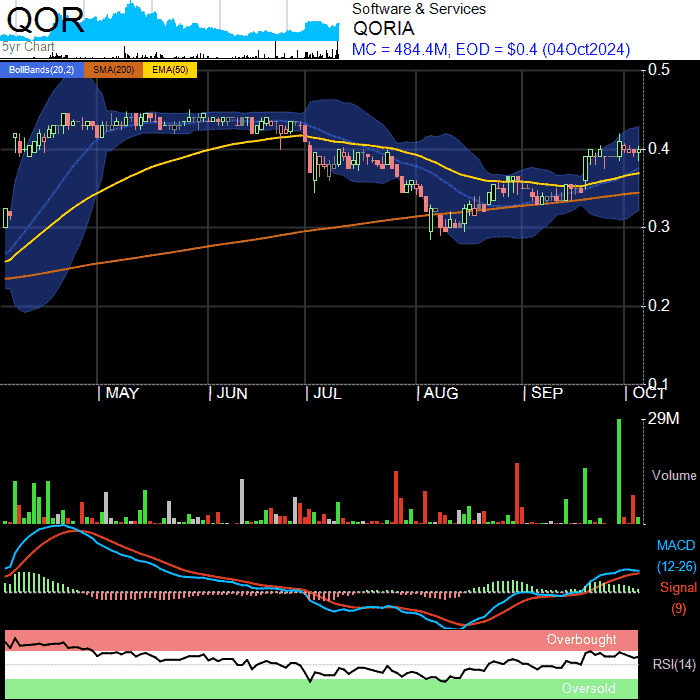 QOR
5yr Chart
Software & Services
QORIA
MC = 484.4M, EOD = $0.4 (04Oct2024)
BollBands(20,2) SMA(200) EMA(50)
0.5
0.4
0.3
0.2
0.1
MAY JUN JUL AUG SEP OCT
29M
Volume
MACD
(12-26)
Signal
(9)
Overbought
RSI(14)
Oversold